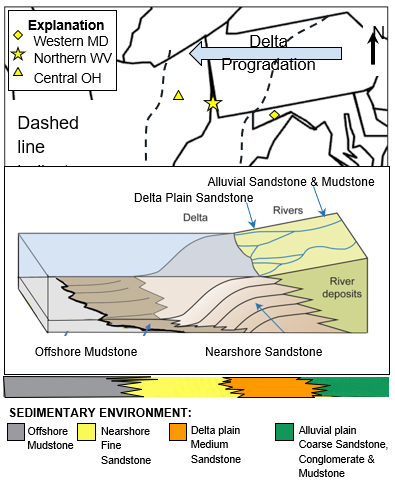 Explanation
Western MD
Northern WV
Central OH
Delta
Progradation
N
Dashed
line
Alluvial Sandstone & Mudstone
Delta Plain Sandstone
Delta
Rivers
River
deposits
Offshore Mudstone
Nearshore Sandstone
SEDIMENTARY ENVIRONMENT:
Offshore
Mudstone
Nearshore
Fine
Sandstone
Delta plain
Medium
Sandstone
Alluvial plain
Coarse Sandstone,
Conglomerate &
Mudstone